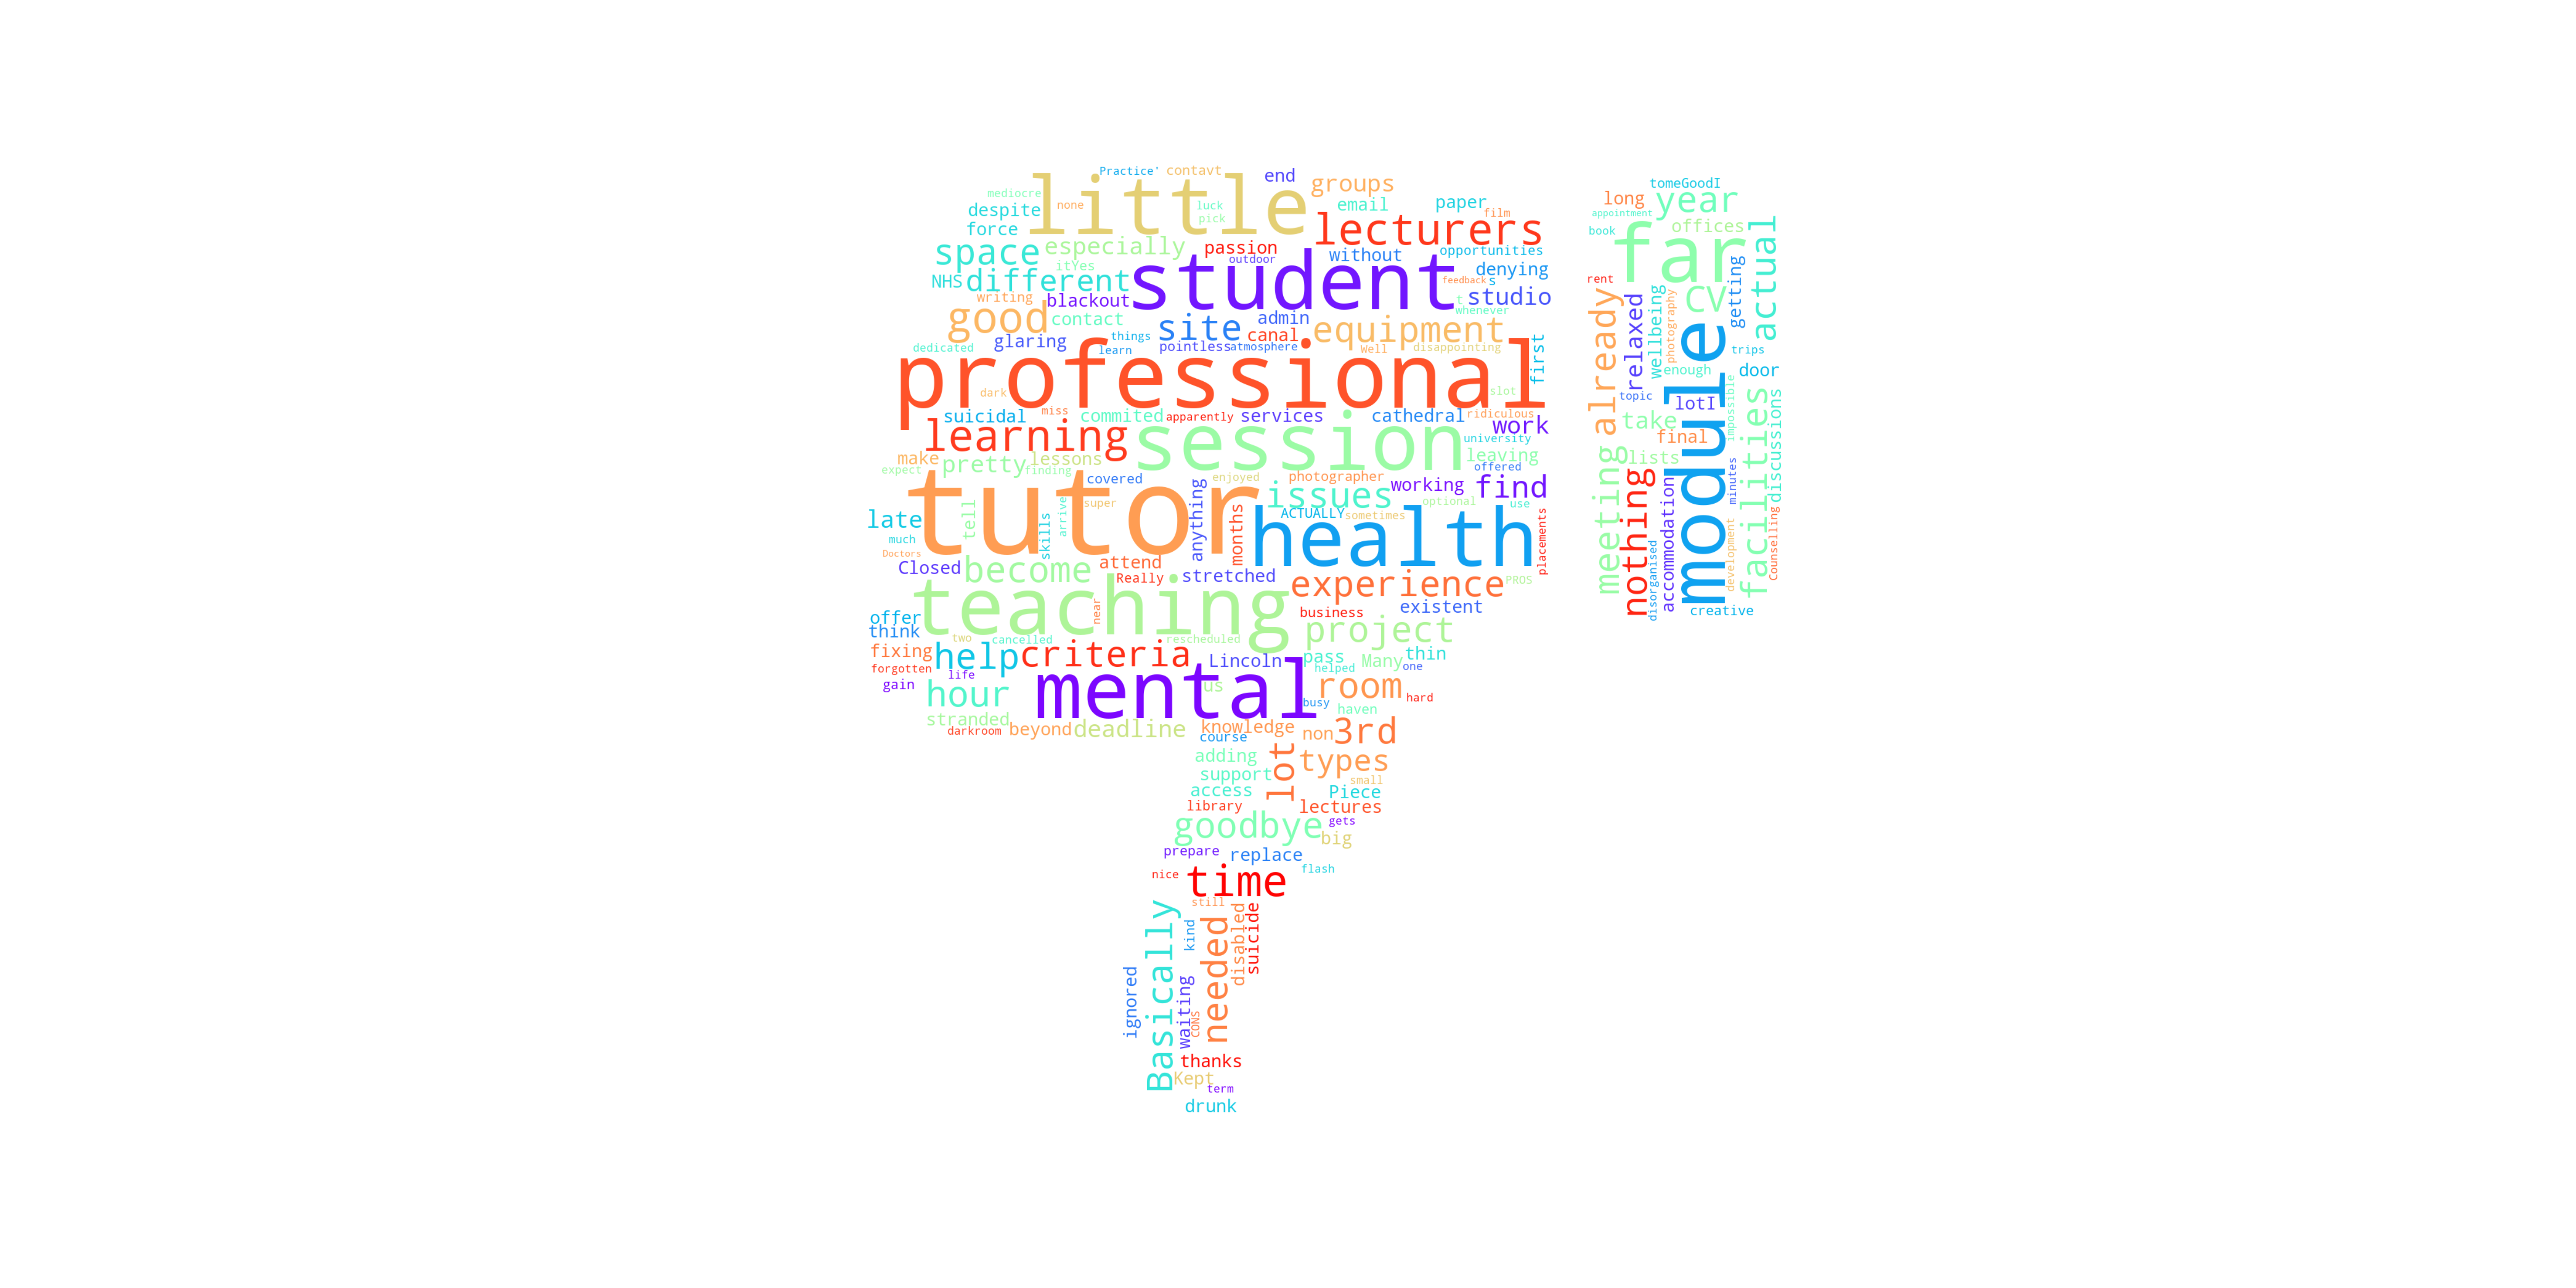 Practice' contavt end groups
mediocre none little luck pick email paper film
despite force lecturers
space especially passion outdoor without opportunities
itYes student feedback s denying
NHS different
writing blackout t studio whenever
good contact site admin canal equipment
glaring things pointless atmosphere Well disappointing first
dedicated learn
professional
dark slot
suicidal miss commited apparently services cathedral ridiculous work
learning session university
make pretty lessons leaving
expect finding offered
covered enjoyed photographer working find
tutor super issues optional use
late tell skills arrive anything months ACTUALLY sometimes health placements
much
Doctors
Closed become attend stretched
Really experience PROS
teaching near business existent
offer
think two cancelled rescheduled project
fixing help criteria Lincoln pass Many thin
forgotten life helped one
gain hour mental us room hard
busy haven
stranded
darkroom beyond deadline knowledge non 3rd
course
adding lot types
support small
access Piece
library lectures
goodbye gets
big
prepare replace
nice time flash
still
Basically kind needed disabled suicide
ignored waiting CONS
thanks
Kept
term
drunk
tomeGoodI
long year
appointment offices
book far actual
rent CV getting
already relaxed wellbeing photography enough trips
door
topic lotI module impossible
take final
meeting lists nothing facilities discussions
accommodation minutes
disorganised development Counselling
creative